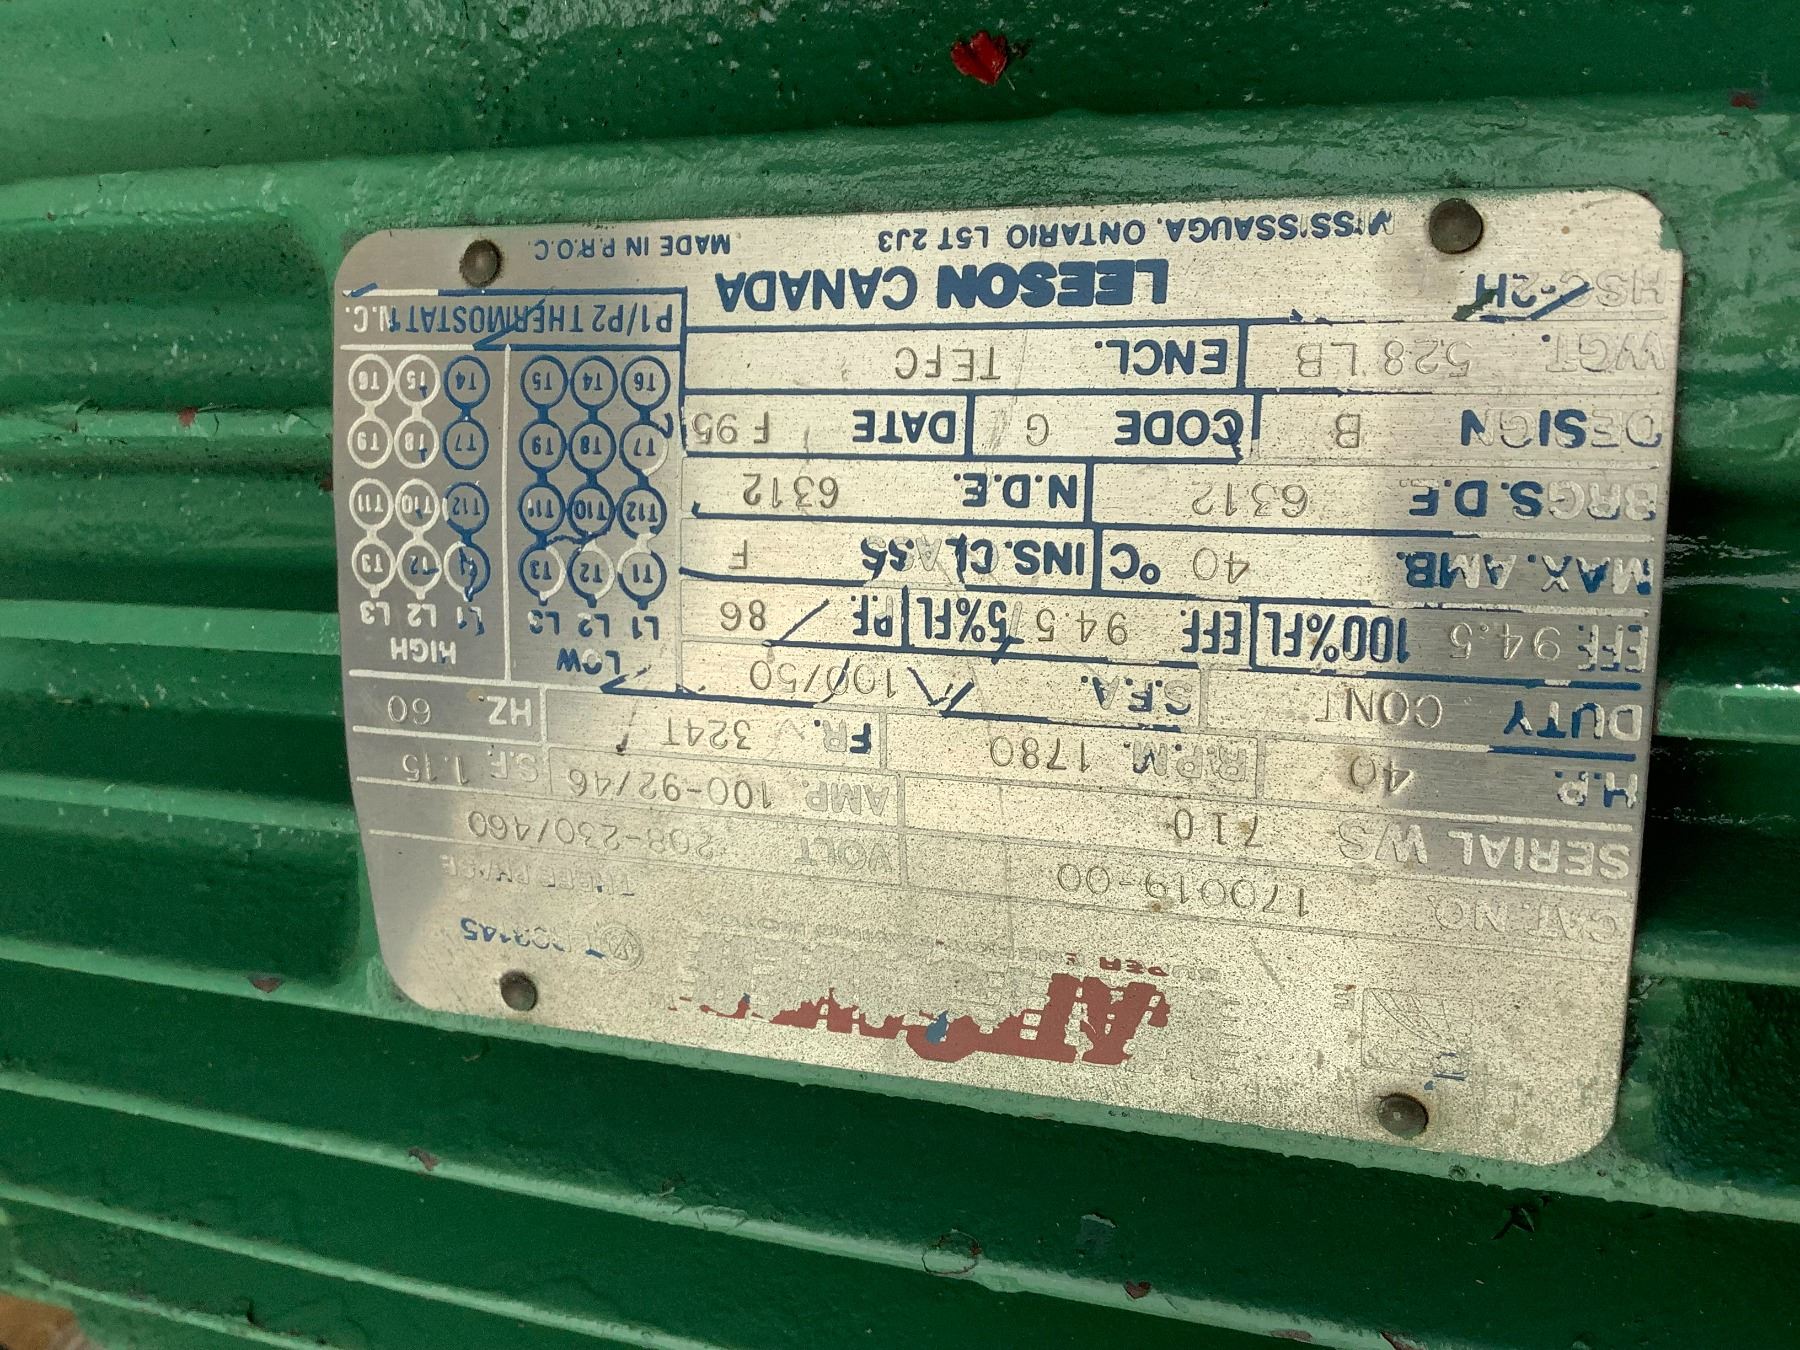 CAT. NO. 170019-00 THREE PHASE
SERIAL W/S 710 VOLT 208-230/460
H.P. 40 R.P.M. 1780 AMP. 100-92/46 S.F. 1.15
DUTY CONT FR. 324T HZ. 60
S.F.A. 100/50
EFF. 94.5 100%FL EFF. 94.5 75%FL P.F. 86
MAX. AMB. 40 °C INS. CLASS F
BRGS. D.E. 6312 N.D.E. 6312
DESIGN B CODE G DATE F95
WGT. 528 LB ENCL. TEFC
HSC-2H LEESON CANADA
MISSISSAUGA, ONTARIO L5T 2J3 MADE IN P.R.O.C.
LOW HIGH
L1 L2 L3 L1 L2 L3
T1 T2 T3 T1 T2 T3
T12 T10 T11 T12 T10 T11
T7 T8 T9 T7 T8 T9
T6 T4 T5 T4 T5 T6
P1/P2 THERMOSTAT N.C.